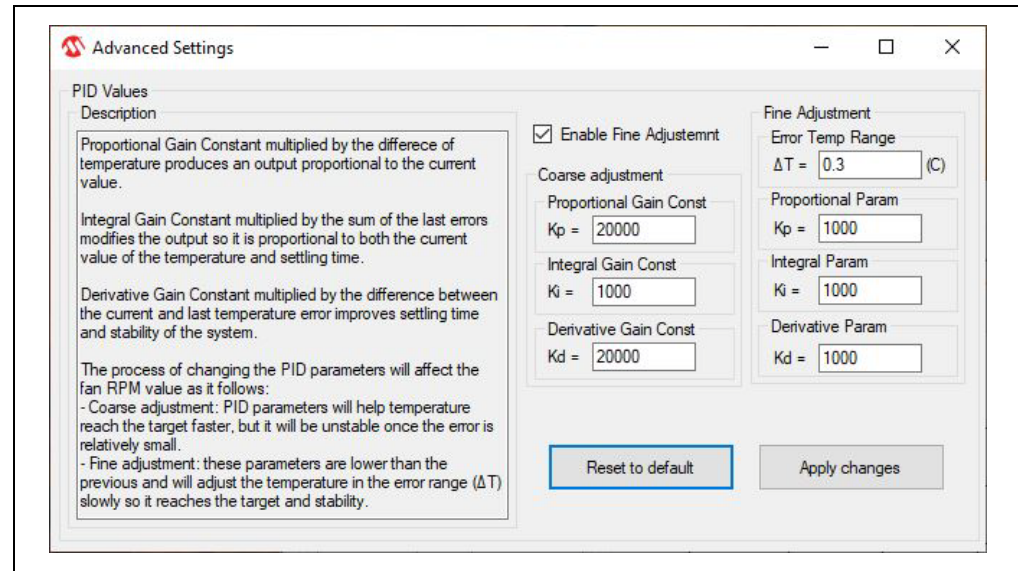 Advanced Settings
PID Values
Description
Proportional Gain Constant multiplied by the differece of
temperature produces an output proportional to the current
value.
Integral Gain Constant multiplied by the sum of the last errors
modifies the output so it is proportional to both the current
value of the temperature and settling time.
Derivative Gain Constant multiplied by the difference between
the current and last temperature error improves settling time
and stability of the system.
The process of changing the PID parameters will affect the
fan RPM value as it follows:
- Coarse adjustment: PID parameters will help temperature
reach the target faster, but it will be unstable once the error is
relatively small.
- Fine adjustment: these parameters are lower than the
previous and will adjust the temperature in the error range (ΔT)
slowly so it reaches the target and stability.
Enable Fine Adjustemnt
Coarse adjustment
Proportional Gain Const
Kp = 20000
Integral Gain Const
Ki = 1000
Derivative Gain Const
Kd = 20000
Fine Adjustment
Error Temp Range
ΔT = 0.3 (C)
Proportional Param
Kp = 1000
Integral Param
Ki = 1000
Derivative Param
Kd = 1000
Reset to default
Apply changes